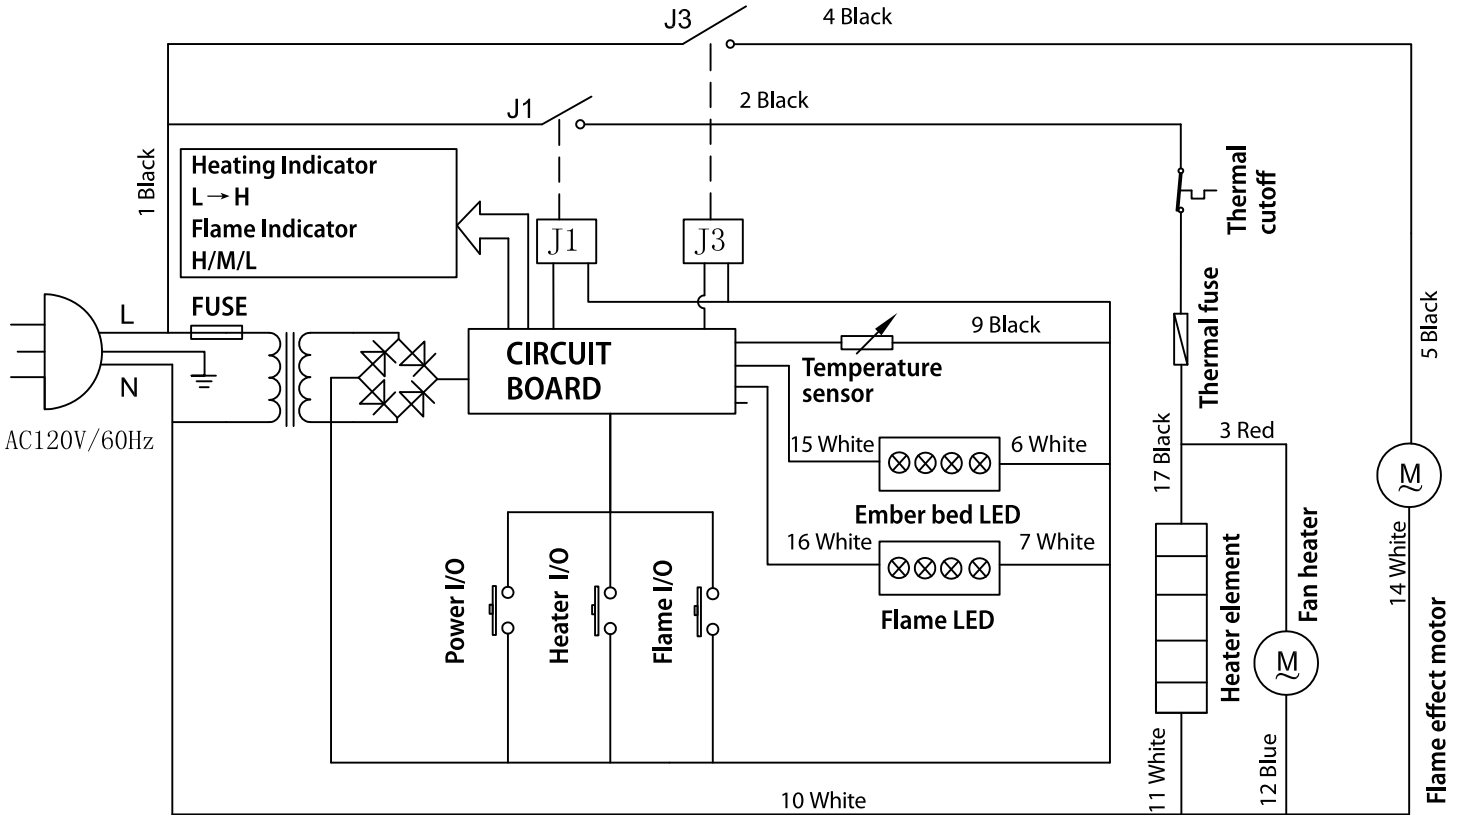 J3
4 Black
J1
2 Black
1 Black
Heating Indicator
L→H
Flame Indicator
H/M/L
J1
J3
Thermal
cutoff
L
FUSE
N
AC120V/60Hz
CIRCUIT
BOARD
9 Black
Temperature
sensor
Thermal fuse
5 Black
15 White
6 White
Ember bed LED
16 White
7 White
Flame LED
17 Black
3 Red
M
~
Power I/O
Heater I/O
Flame I/O
Heater element
Fan heater
M
~
14 White
Flame effect motor
11 White
12 Blue
10 White